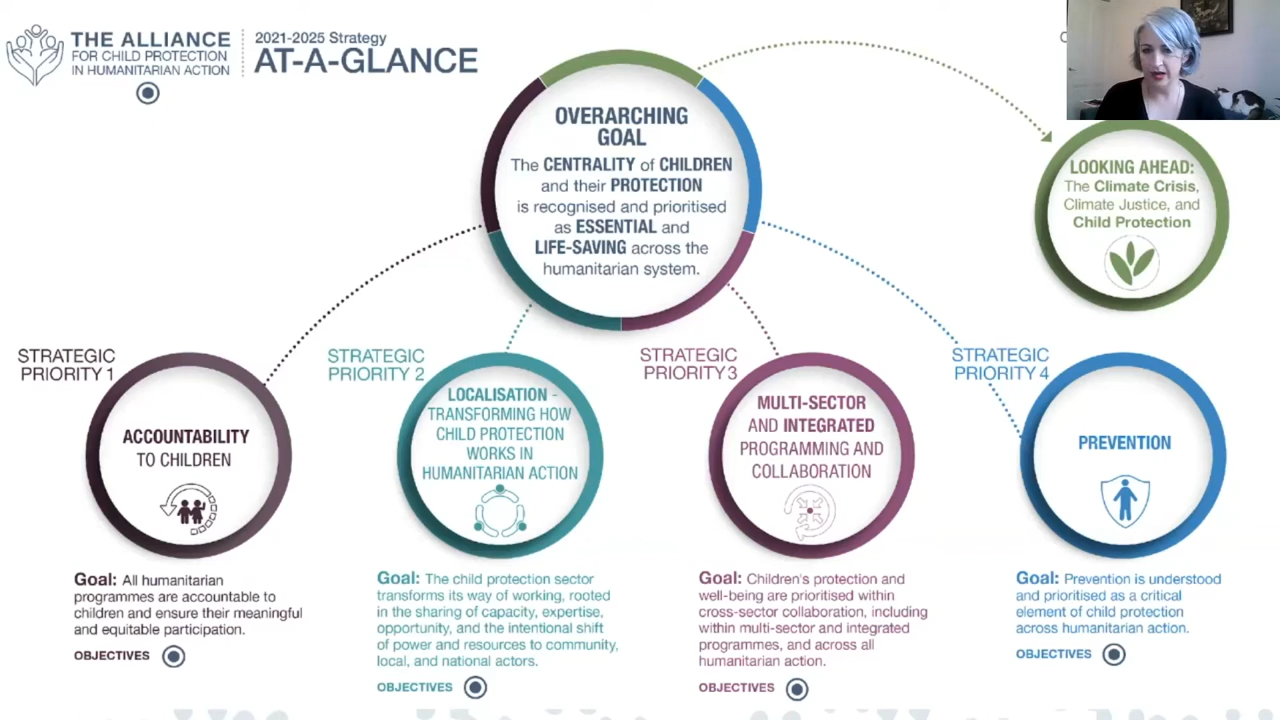 THE ALLIANCE
FOR CHILD PROTECTION
IN HUMANITARIAN ACTION
2021-2025 Strategy
AT-A-GLANCE
OVERARCHING
GOAL
The CENTRALITY of CHILDREN
and their PROTECTION
is recognised and prioritised
as ESSENTIAL and
LIFE-SAVING across the
humanitarian system.
LOOKING AHEAD:
The Climate Crisis,
Climate Justice, and
Child Protection
STRATEGIC
PRIORITY 1
ACCOUNTABILITY
TO CHILDREN
Goal: All humanitarian
programmes are accountable to
children and ensure their meaningful
and equitable participation.
OBJECTIVES
STRATEGIC
PRIORITY 2
LOCALISATION -
TRANSFORMING HOW
CHILD PROTECTION
WORKS IN
HUMANITARIAN ACTION
Goal: The child protection sector
transforms its way of working, rooted
in the sharing of capacity, expertise,
opportunity, and the intentional shift
of power and resources to community,
local, and national actors.
OBJECTIVES
STRATEGIC
PRIORITY 3
MULTI-SECTOR
AND INTEGRATED
PROGRAMMING AND
COLLABORATION
Goal: Children's protection and
well-being are prioritised within
cross-sector collaboration, including
within multi-sector and integrated
programmes, and across all
humanitarian action.
OBJECTIVES
STRATEGIC
PRIORITY 4
PREVENTION
Goal: Prevention is understood
and prioritised as a critical
element of child protection
across humanitarian action.
OBJECTIVES